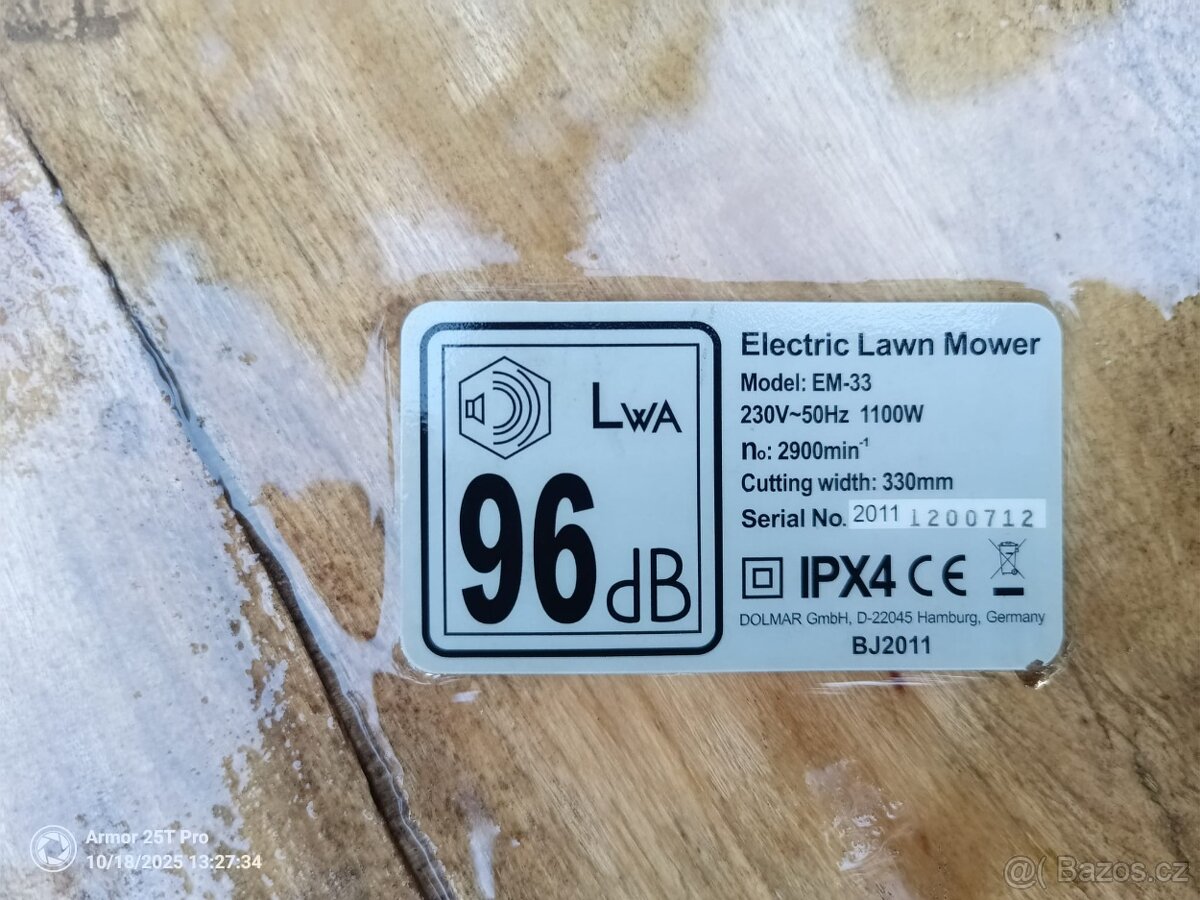 LWA
96 dB
Electric Lawn Mower
Model: EM-33
230V~50Hz 1100W
no: 2900min⁻¹
Cutting width: 330mm
Serial No. 2011 1200712
IPX4 CE
DOLMAR GmbH, D-22045 Hamburg, Germany
BJ2011
Armor 25T Pro
10/18/2025 13:27:34
@( Bazos.cz